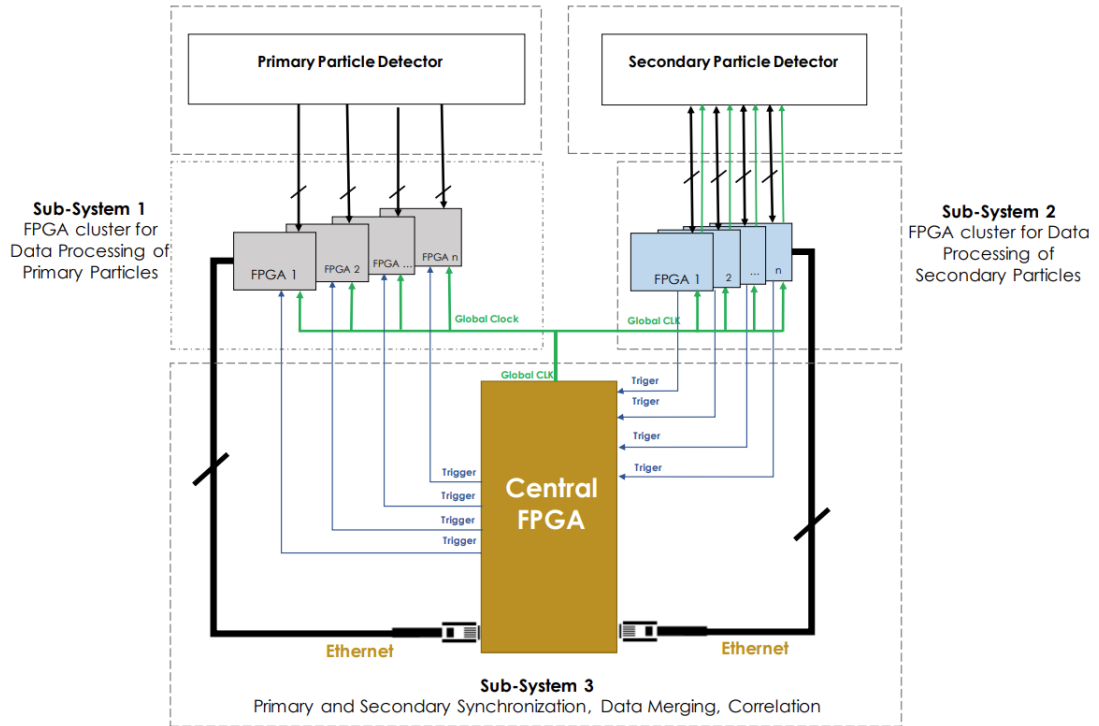 Primary Particle Detector
Secondary Particle Detector
Sub-System 1
FPGA cluster for
Data Processing of
Primary Particles
FPGA 1
FPGA 2
FPGA ...
FPGA n
Sub-System 2
FPGA cluster for Data
Processing of
Secondary Particles
FPGA 1
2
...
n
Global Clock
Global CLK
Global CLK
Triger
Triger
Triger
Triger
Trigger
Trigger
Trigger
Trigger
Central
FPGA
Ethernet
Ethernet
Sub-System 3
Primary and Secondary Synchronization, Data Merging, Correlation